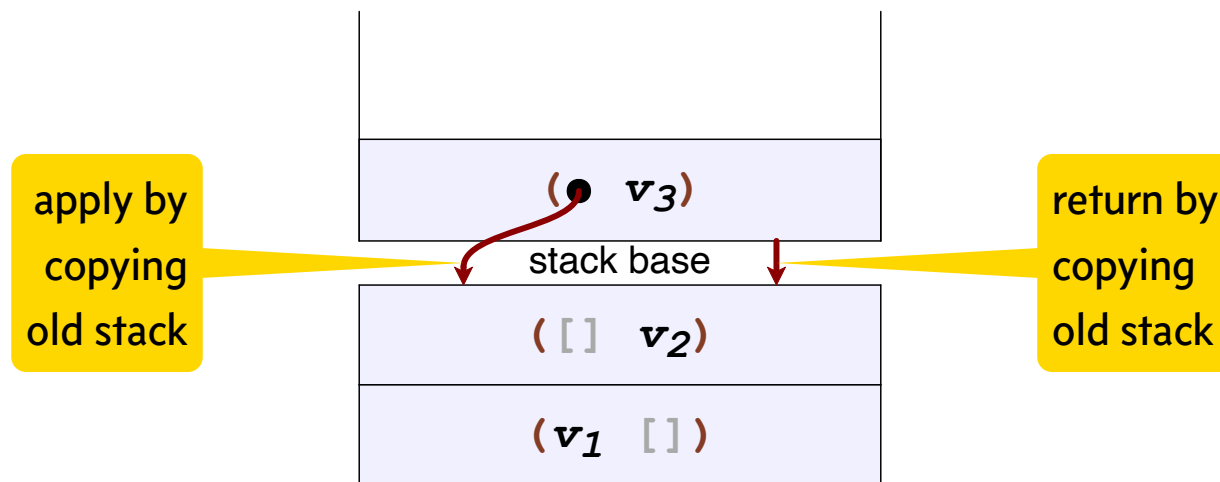 (● v3)
apply by
copying
old stack
stack base
return by
copying
old stack
([] v2)
(v1 [])